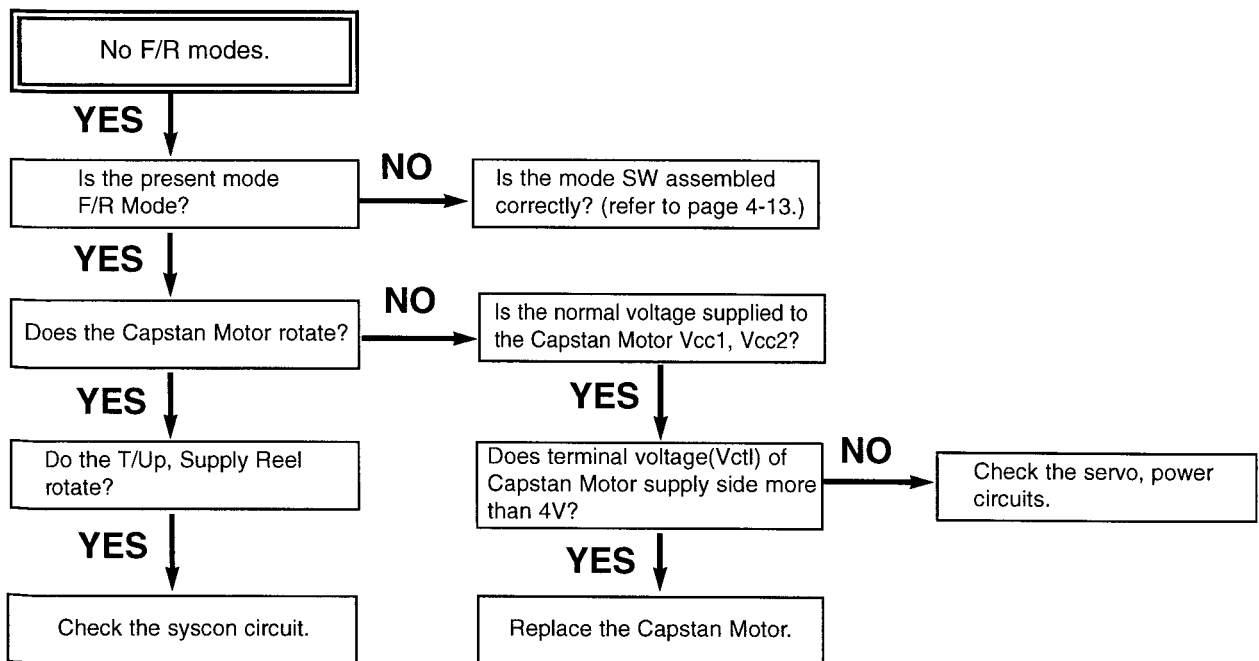 No F/R modes.
YES
Is the present mode
F/R Mode?
NO
Is the mode SW assembled
correctly? (refer to page 4-13.)
YES
Does the Capstan Motor rotate?
NO
Is the normal voltage supplied to
the Capstan Motor Vcc1, Vcc2?
YES
YES
Do the T/Up, Supply Reel
rotate?
Does terminal voltage(Vctl) of
Capstan Motor supply side more
than 4V?
NO
Check the servo, power
circuits.
YES
YES
Check the syscon circuit.
Replace the Capstan Motor.